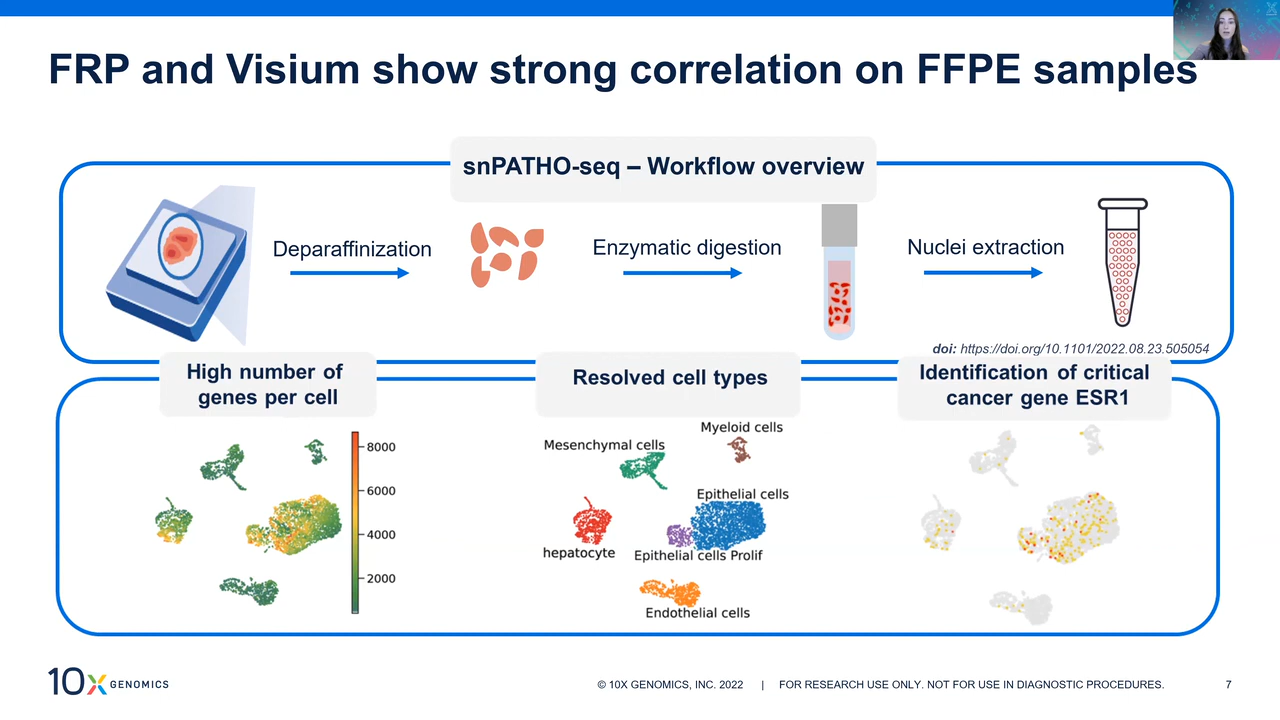 FRP and Visium show strong correlation on FFPE samples
snPATHO-seq – Workflow overview
Deparaffinization
Enzymatic digestion
Nuclei extraction
doi: https://doi.org/10.1101/2022.08.23.505054
High number of
genes per cell
8000
6000
4000
2000
Resolved cell types
Myeloid cells
Mesenchymal cells
Epithelial cells
hepatocyte
Epithelial cells Prolif
Endothelial cells
Identification of critical
cancer gene ESR1
10x GENOMICS
© 10X GENOMICS, INC. 2022 | FOR RESEARCH USE ONLY. NOT FOR USE IN DIAGNOSTIC PROCEDURES.
7